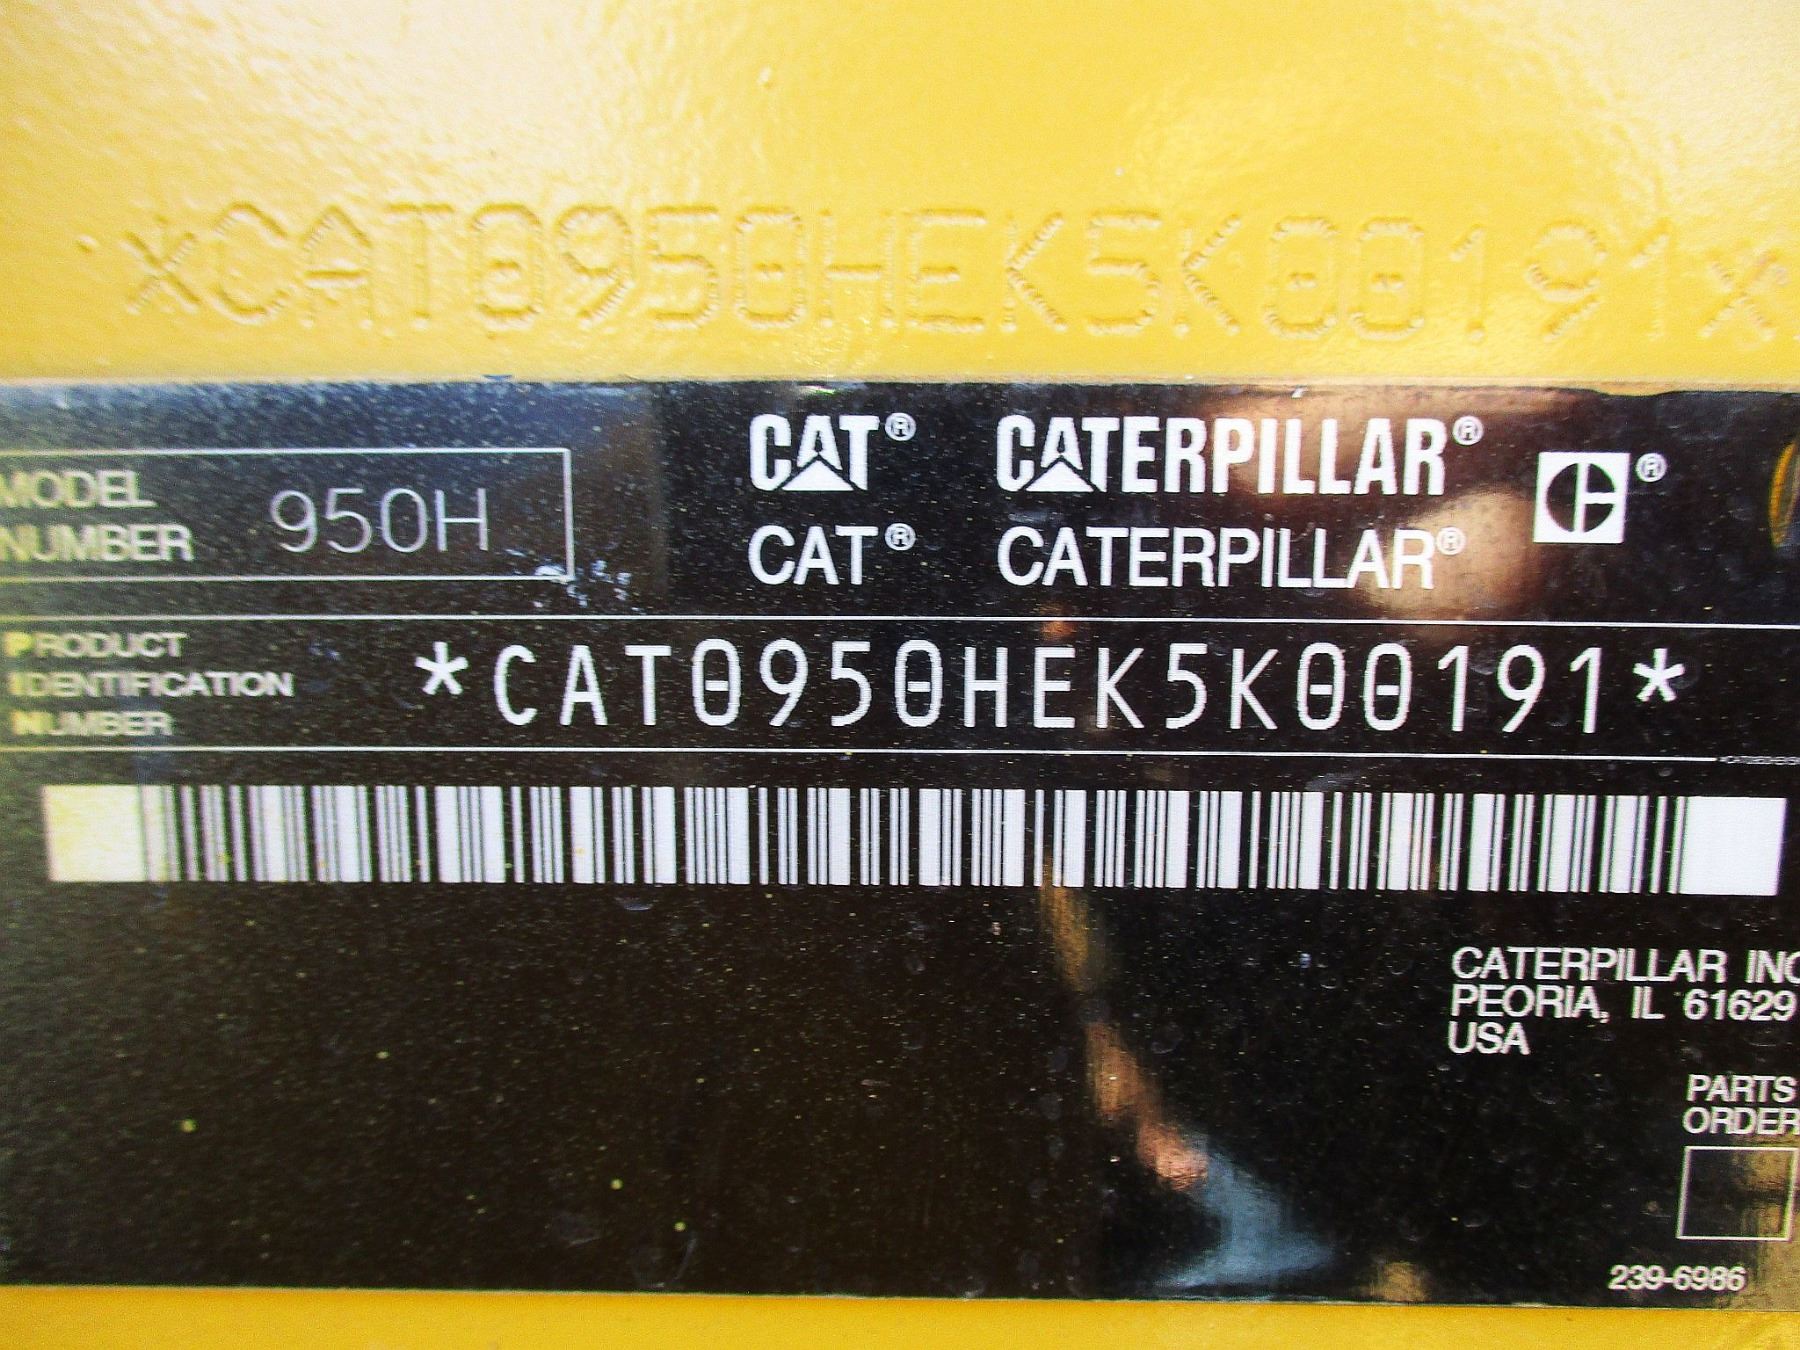 *CAT0950HEK5K00191*
CAT® CATERPILLAR®
MODEL NUMBER 950H
CAT® CATERPILLAR®
PRODUCT IDENTIFICATION NUMBER
*CAT0950HEK5K00191*
CATERPILLAR INC
PEORIA, IL 61629
USA
PARTS
ORDER
239-6986